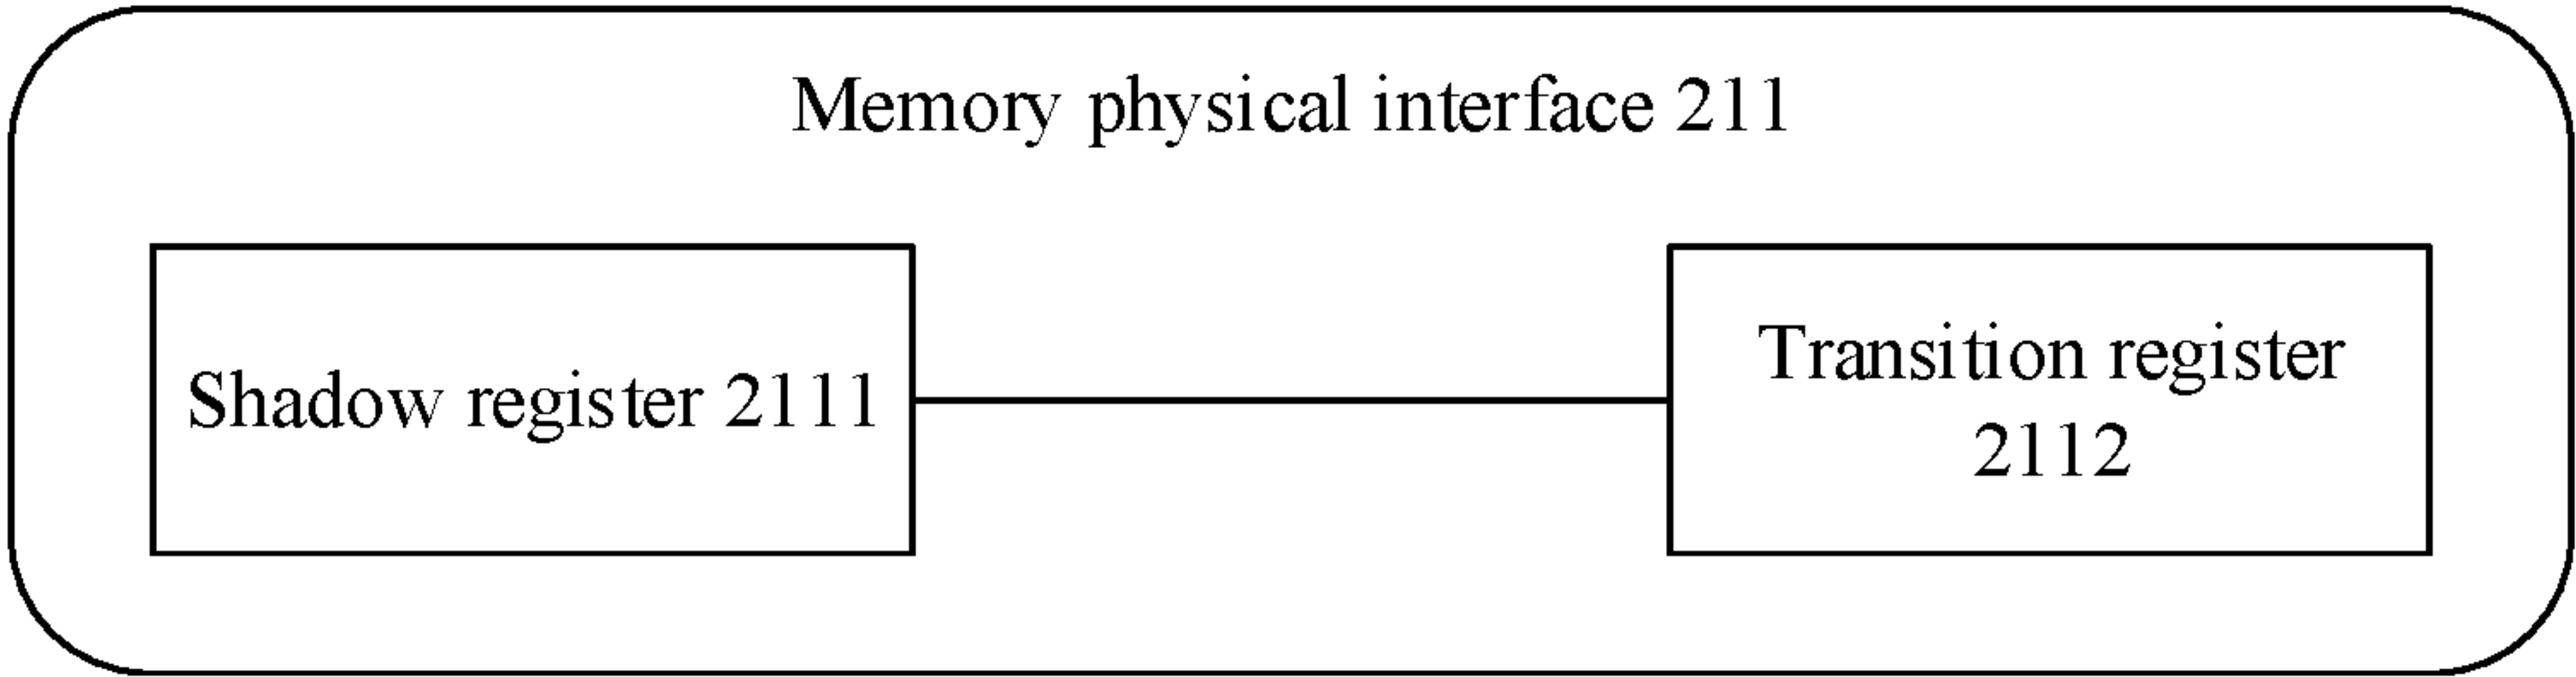 Memory physical interface 211
Shadow register 2111
Transition register
2112